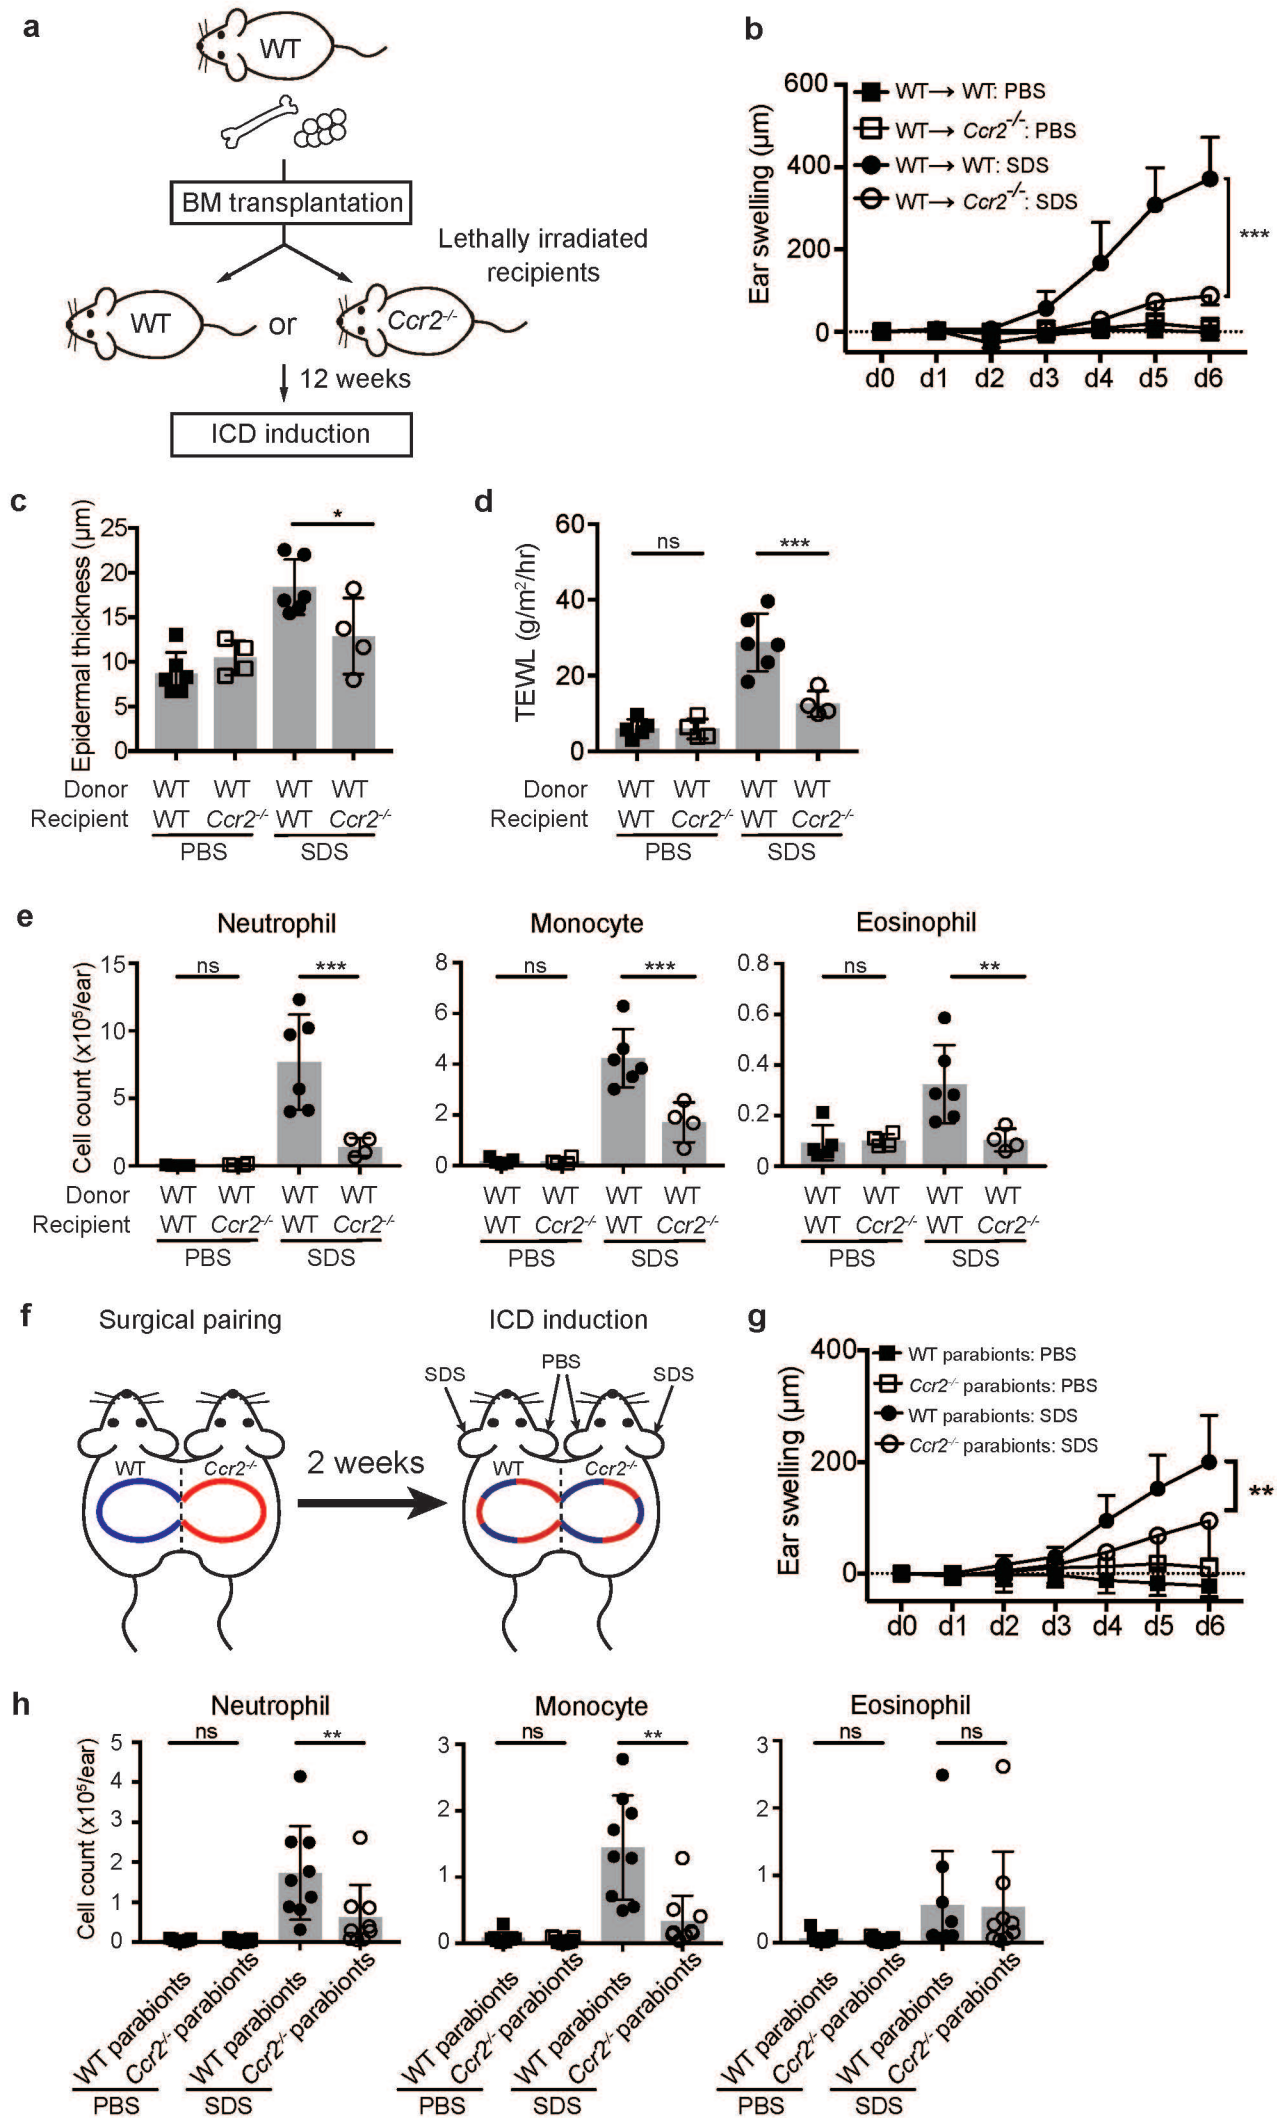 a
WT
BM transplantation
Lethally irradiated
recipients
WT or Ccr2-/-
12 weeks
ICD induction
b
Ear swelling (µm)
600
400
200
0
WT→ WT: PBS
WT→ Ccr2-/-: PBS
WT→ WT: SDS
WT→ Ccr2-/-: SDS
***
d0 d1 d2 d3 d4 d5 d6
c
Epidermal thickness (µm)
25
20
15
10
5
0
*
Donor WT WT WT WT
Recipient WT Ccr2-/- WT Ccr2-/-
PBS SDS
d
TEWL (g/m²/hr)
60
40
20
0
ns ***
Donor WT WT WT WT
Recipient WT Ccr2-/- WT Ccr2-/-
PBS SDS
e
Neutrophil
Cell count (x10⁵/ear)
15
10
5
0
ns ***
Donor WT WT WT WT
Recipient WT Ccr2-/- WT Ccr2-/-
PBS SDS
Monocyte
8
6
4
2
0
ns ***
WT WT WT WT
WT Ccr2-/- WT Ccr2-/-
PBS SDS
Eosinophil
0.8
0.6
0.4
0.2
0
ns **
WT WT WT WT
WT Ccr2-/- WT Ccr2-/-
PBS SDS
f
Surgical pairing
WT Ccr2-/-
2 weeks
ICD induction
SDS PBS SDS
WT Ccr2-/-
g
Ear swelling (µm)
400
200
0
WT parabionts: PBS
Ccr2-/- parabionts: PBS
WT parabionts: SDS
Ccr2-/- parabionts: SDS
**
d0 d1 d2 d3 d4 d5 d6
h
Neutrophil
Cell count (x10⁵/ear)
5
4
3
2
1
0
ns **
WT parabionts
Ccr2-/- parabionts
WT parabionts
Ccr2-/- parabionts
PBS SDS
Monocyte
3
2
1
0
ns **
WT parabionts
Ccr2-/- parabionts
WT parabionts
Ccr2-/- parabionts
PBS SDS
Eosinophil
3
2
1
0
ns ns
WT parabionts
Ccr2-/- parabionts
WT parabionts
Ccr2-/- parabionts
PBS SDS